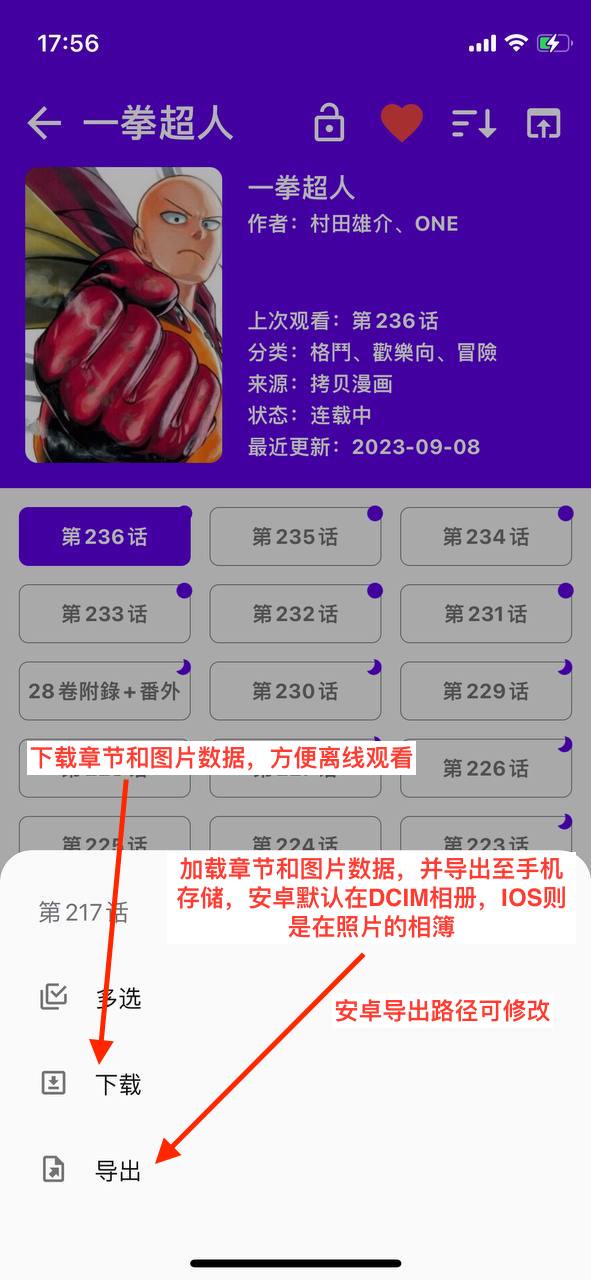 17:56
一拳超人
一拳超人
作者：村田雄介、ONE
上次观看：第236话
分类：格鬥、歡樂向、冒險
来源：拷贝漫画
状态：连载中
最近更新：2023-09-08
第236话
第235话
第234话
第233话
第232话
第231话
28卷附錄+番外
第230话
第229话
下载章节和图片数据，方便离线观看
第226话
第225话
第224话
第223话
加载章节和图片数据，并导出至手机
存储，安卓默认在DCIM相册，IOS则
是在照片的相簿
第217话
多选
安卓导出路径可修改
下载
导出